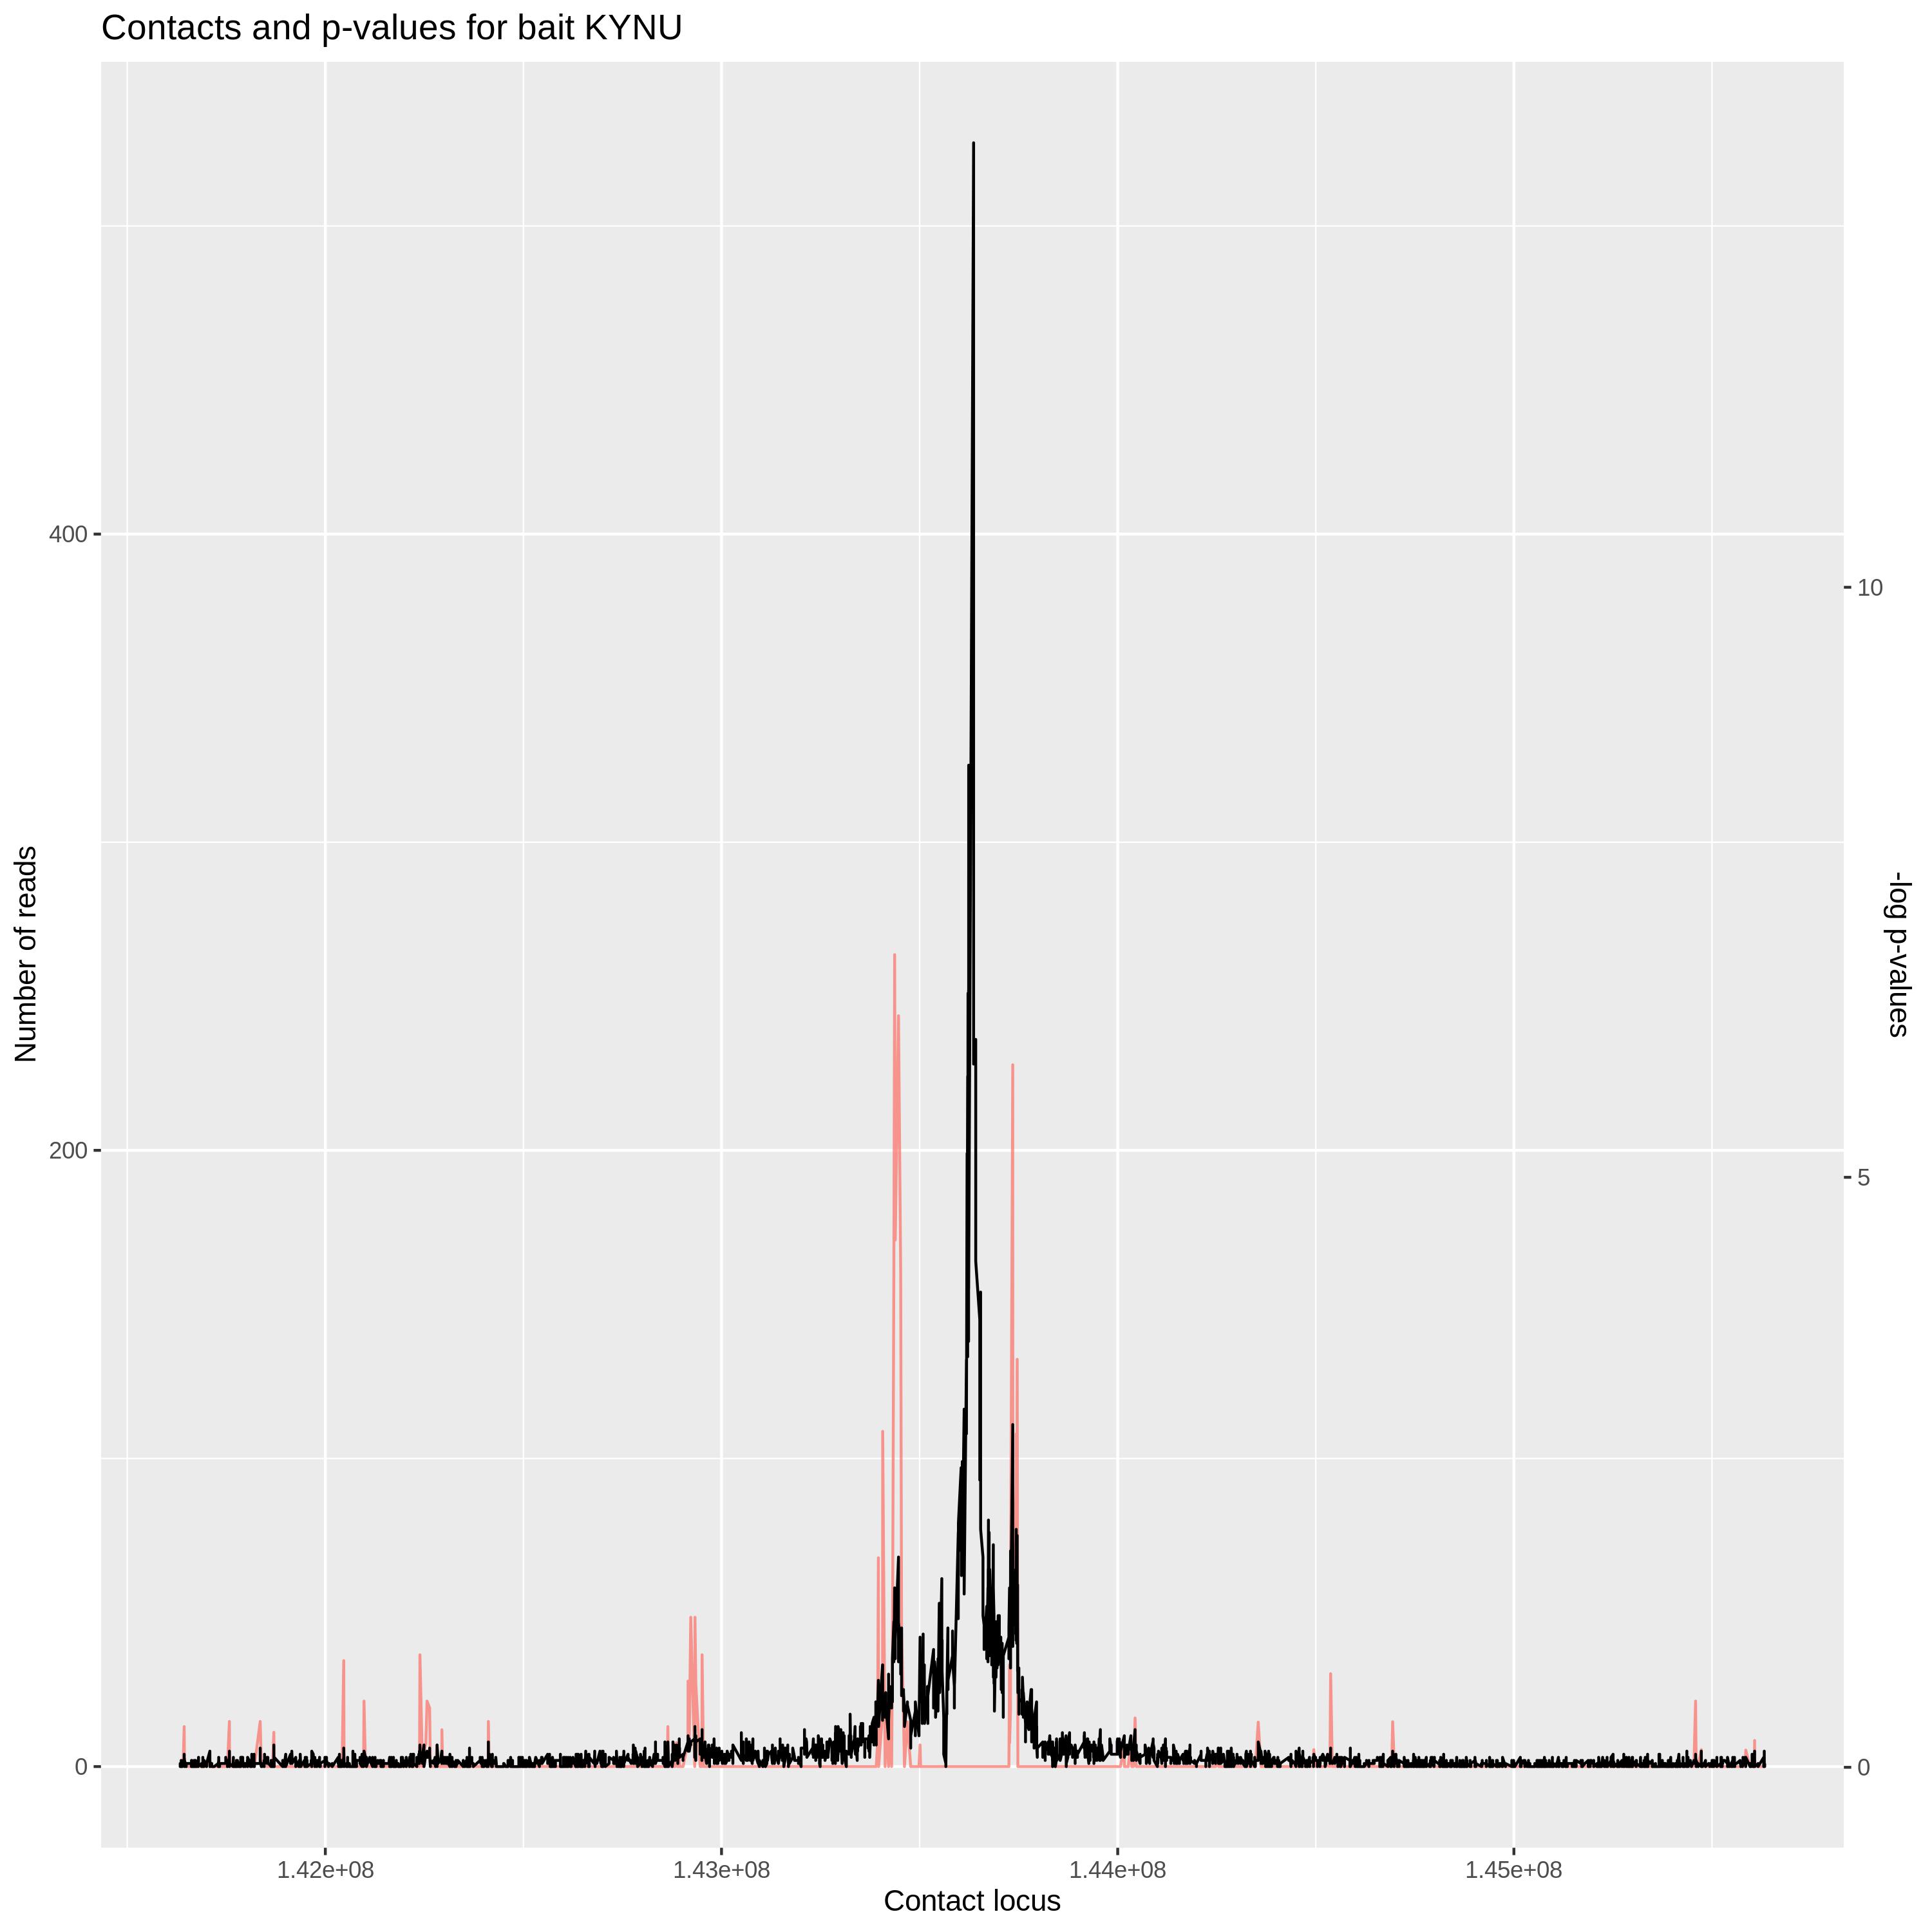 Contacts and p-values for bait KYNU
Number of reads
400
200
0
10
5
0
-log p-values
1.42e+08
1.43e+08
1.44e+08
1.45e+08
Contact locus